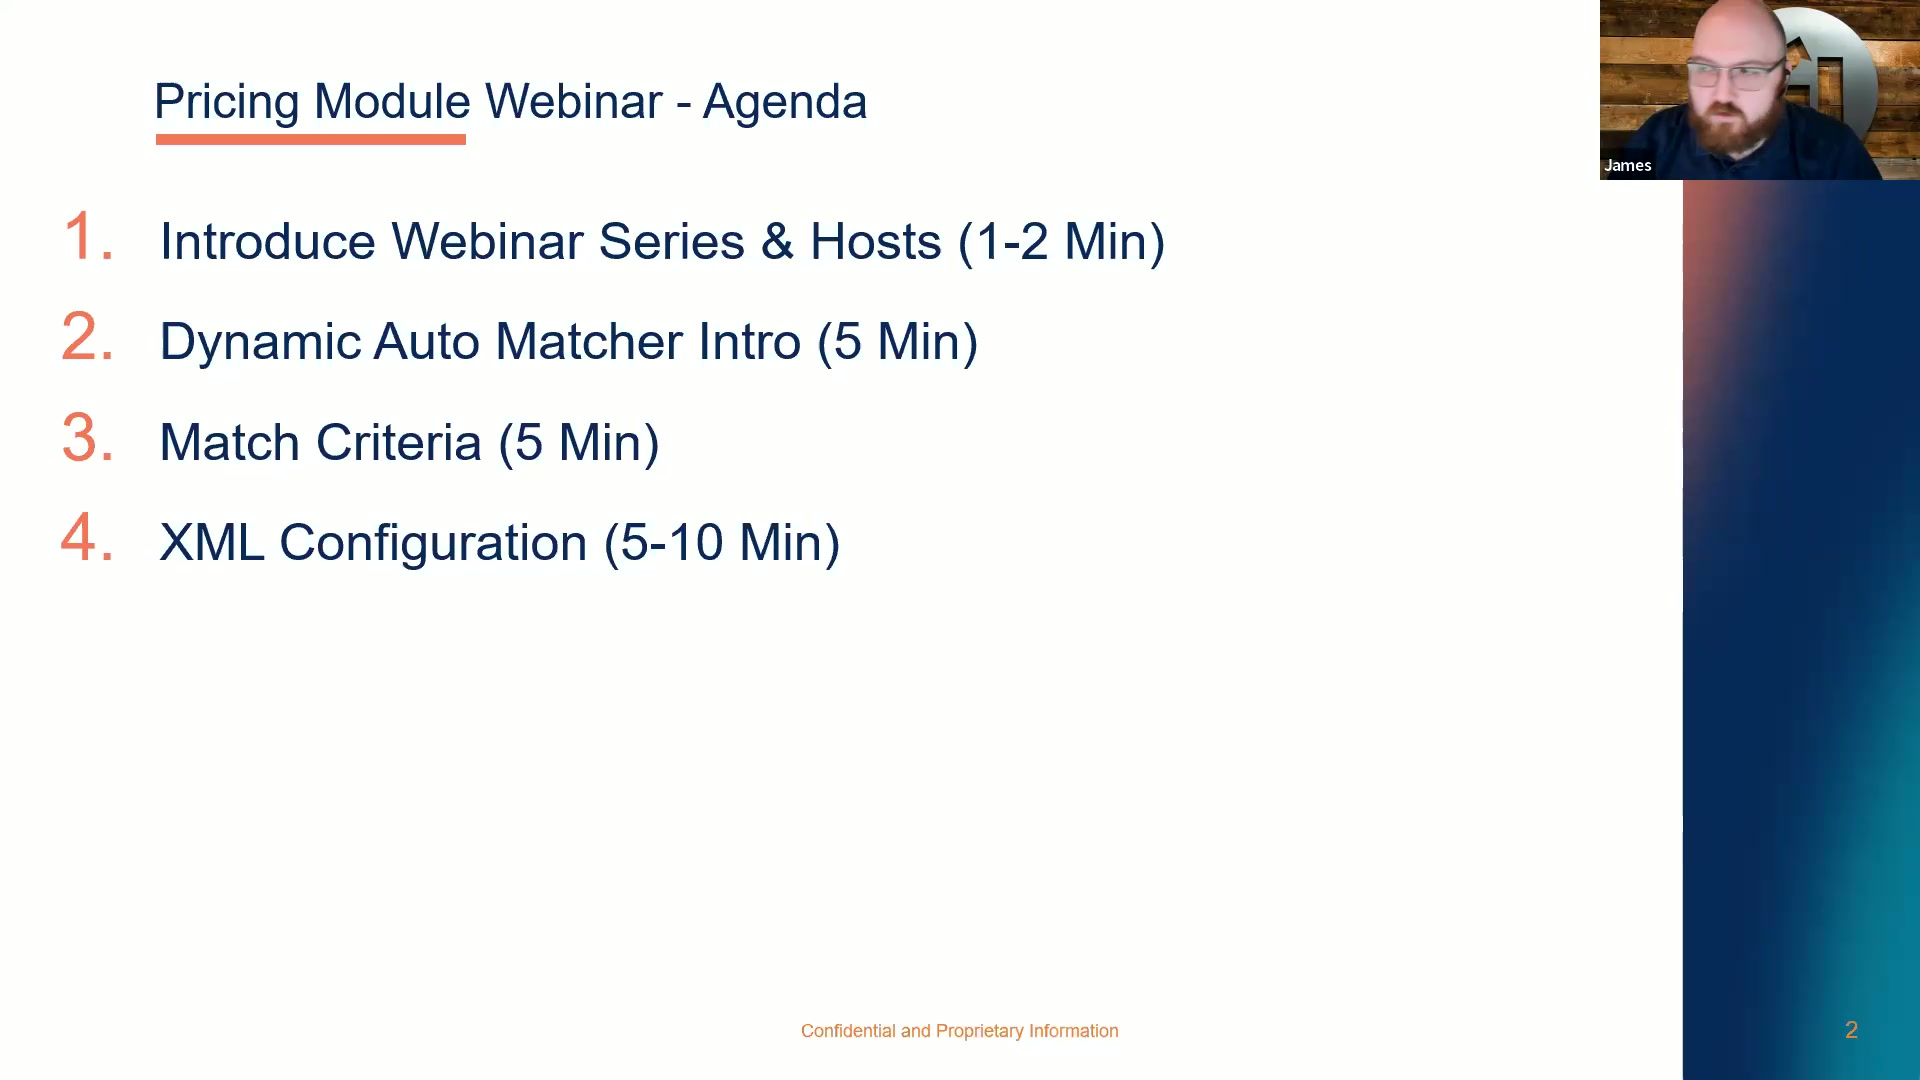 Pricing Module Webinar - Agenda
1. Introduce Webinar Series & Hosts (1-2 Min)
2. Dynamic Auto Matcher Intro (5 Min)
3. Match Criteria (5 Min)
4. XML Configuration (5-10 Min)
James
Confidential and Proprietary Information
2